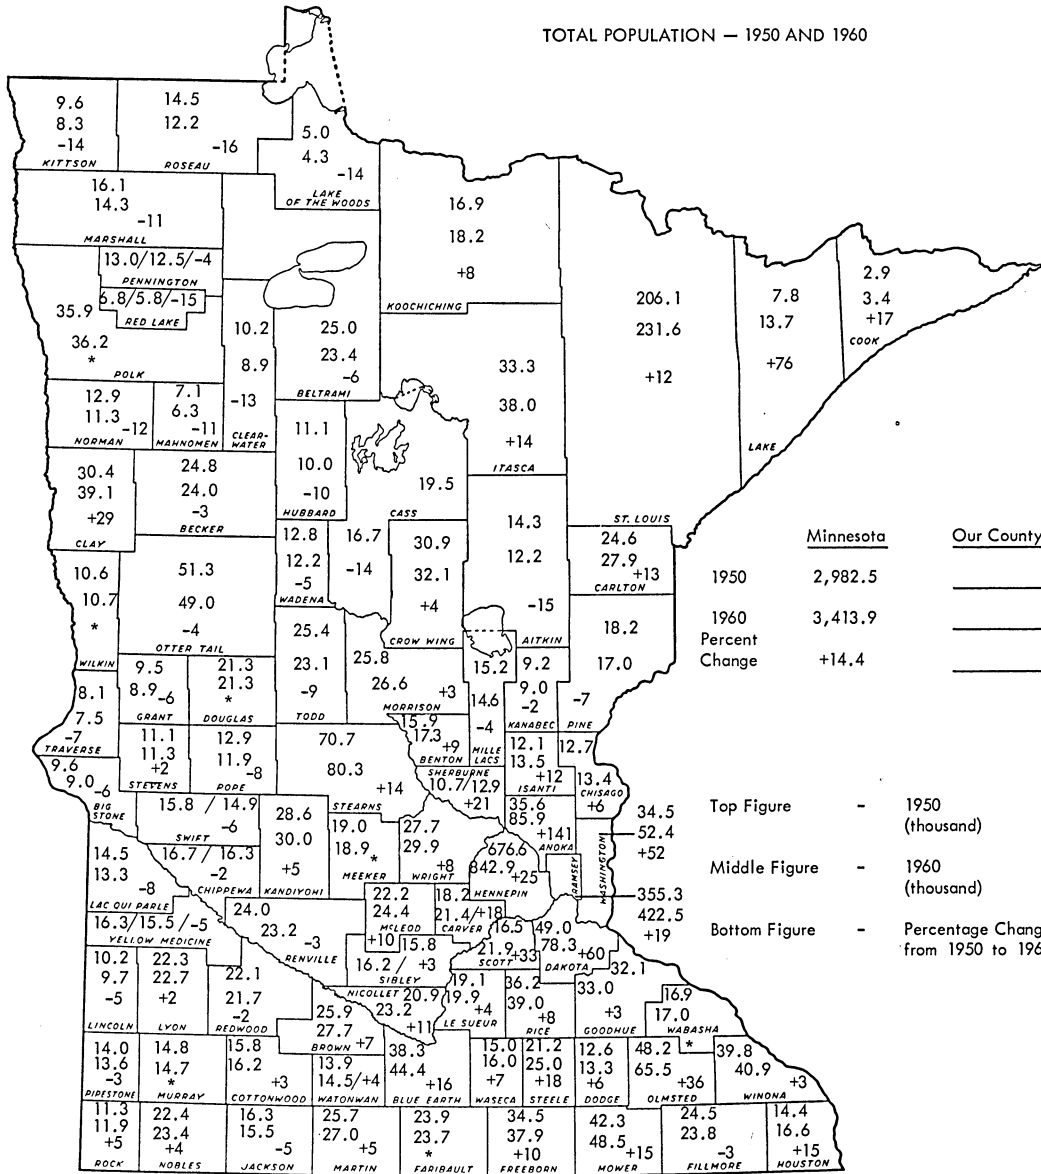 TOTAL POPULATION — 1950 AND 1960
9.6
8.3
-14
KITTSON
14.5
12.2
-16
ROSEAU
5.0
4.3
-14
LAKE
OF THE WOODS
16.1
14.3
-11
MARSHALL
13.0/12.5/-4
PENNINGTON
6.8/5.8/-15
RED LAKE
35.9
36.2
*
POLK
10.2
8.9
-13
CLEAR-
WATER
25.0
23.4
-6
BELTRAMI
16.9
18.2
+8
KOOCHICHING
33.3
38.0
+14
ITASCA
206.1
231.6
+12
ST. LOUIS
7.8
13.7
+76
LAKE
2.9
3.4
+17
COOK
12.9
11.3
-12
NORMAN
7.1
6.3
-11
MAHNOMEN
11.1
10.0
-10
HUBBARD
19.5
16.7
-14
CASS
30.4
39.1
+29
CLAY
24.8
24.0
-3
BECKER
12.8
12.2
-5
WADENA
30.9
32.1
+4
CROW WING
14.3
12.2
-15
AITKIN
24.6
27.9
+13
CARLTON
10.6
10.7
*
WILKIN
51.3
49.0
-4
OTTER TAIL
25.4
23.1
-9
TODD
25.8
26.6
+3
MORRISON
15.2
14.6
-4
MILLE
LACS
9.2
9.0
-2
KANABEC
18.2
17.0
-7
PINE
8.1
7.5
-7
TRAVERSE
9.5
8.9
-6
GRANT
21.3
21.3
*
DOUGLAS
9.6
9.0
-6
BIG
STONE
11.1
11.3
+2
STEVENS
12.9
11.9
-8
POPE
70.7
80.3
+14
STEARNS
15.9
17.3
+9
BENTON
SHERBURNE
10.7/12.9
+21
12.1
13.5
+12
ISANTI
12.7
13.4
+6
CHISAGO
15.8 / 14.9
-6
SWIFT
28.6
30.0
+5
KANDIYOHI
19.0
18.9
*
MEEKER
27.7
29.9
+8
WRIGHT
35.6
85.9
+141
ANOKA
676.6
842.9
+25
HENNEPIN
RAMSEY
WASHINGTON
34.5
52.4
+52
355.3
422.5
+19
14.5
13.3
-8
LAC QUI PARLE
16.7 / 16.3
-2
CHIPPEWA
16.3/15.5/-5
YELLOW MEDICINE
24.0
23.2
-3
RENVILLE
22.2
24.4
+10
MCLEOD
18.2
21.4/+18
CARVER
16.5
21.9
+33
SCOTT
49.0
78.3
+60
DAKOTA
15.8
16.2 / +3
SIBLEY
10.2
9.7
-5
LINCOLN
22.3
22.7
+2
LYON
22.1
21.7
-2
REDWOOD
25.9
27.7
+7
BROWN
NICOLLET
20.9
23.2
+11
19.1
19.9
+4
LE SUEUR
36.2
39.0
+8
RICE
32.1
33.0
+3
GOODHUE
16.9
17.0
*
WABASHA
14.0
13.6
-3
PIPESTONE
14.8
14.7
*
MURRAY
15.8
16.2
+3
COTTONWOOD
13.9
14.5/+4
WATONWAN
38.3
44.4
+16
BLUE EARTH
15.0
16.0
+7
WASECA
21.2
25.0
+18
STEELE
12.6
13.3
+6
DODGE
48.2
65.5
+36
OLMSTED
39.8
40.9
+3
WINONA
11.3
11.9
+5
ROCK
22.4
23.4
+4
NOBLES
16.3
15.5
-5
JACKSON
25.7
27.0
+5
MARTIN
23.9
23.7
*
FARIBAULT
34.5
37.9
+10
FREEBORN
42.3
48.5
+15
MOWER
24.5
23.8
-3
FILLMORE
14.4
16.6
+15
HOUSTON
Minnesota Our County
1950 2,982.5
1960 3,413.9
Percent
Change +14.4
Top Figure - 1950
(thousand)
Middle Figure - 1960
(thousand)
Bottom Figure - Percentage Chang
from 1950 to 196